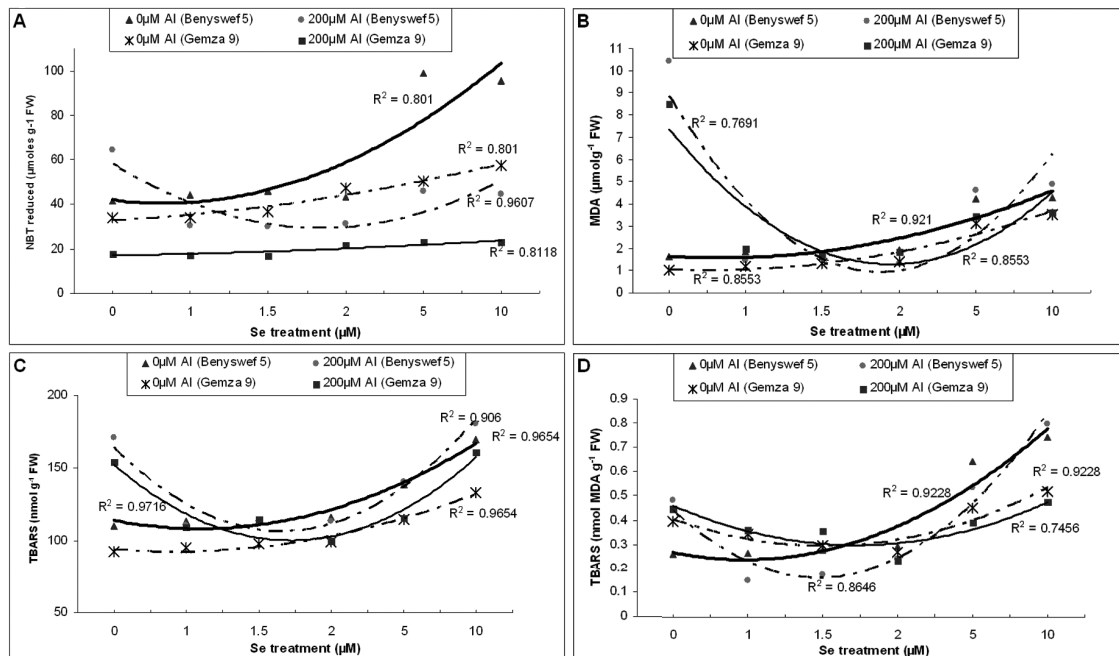 A
0µM Al (Benyswef 5) 200µM Al (Benyswef 5)
0µM Al (Gemza 9) 200µM Al (Gemza 9)
NBT reduced (µmoles g-1 FW)
120
100
80
60
40
20
0
R² = 0.801
R² = 0.801
R² = 0.9607
R² = 0.8118
0 1 1.5 2 5 10
Se treatment (µM)
B
0µM Al (Benyswef 5) 200µM Al (Benyswef 5)
0µM Al (Gemza 9) 200µM Al (Gemza 9)
MDA (µmolg⁻¹ FW)
11
10
9
8
7
6
5
4
3
2
1
0
R² = 0.7691
R² = 0.921
R² = 0.8553
R² = 0.8553
0 1 1.5 2 5 10
Se treatment (µM)
C
0µM Al (Benyswef 5) 200µM Al (Benyswef 5)
0µM Al (Gemza 9) 200µM Al (Gemza 9)
TBARS (nmol g⁻¹ FW)
200
150
100
50
R² = 0.906
R² = 0.9654
R² = 0.9716
R² = 0.9654
0 1 1.5 2 5 10
Se treatment (µM)
D
0µM Al (Benyswef 5) 200µM Al (Benyswef 5)
0µM Al (Gemza 9) 200µM Al (Gemza 9)
TBARS (nmol MDA g⁻¹ FW)
0.9
0.8
0.7
0.6
0.5
0.4
0.3
0.2
0.1
0
R² = 0.9228
R² = 0.9228
R² = 0.7456
R² = 0.8646
0 1 1.5 2 5 10
Se treatment (µM)